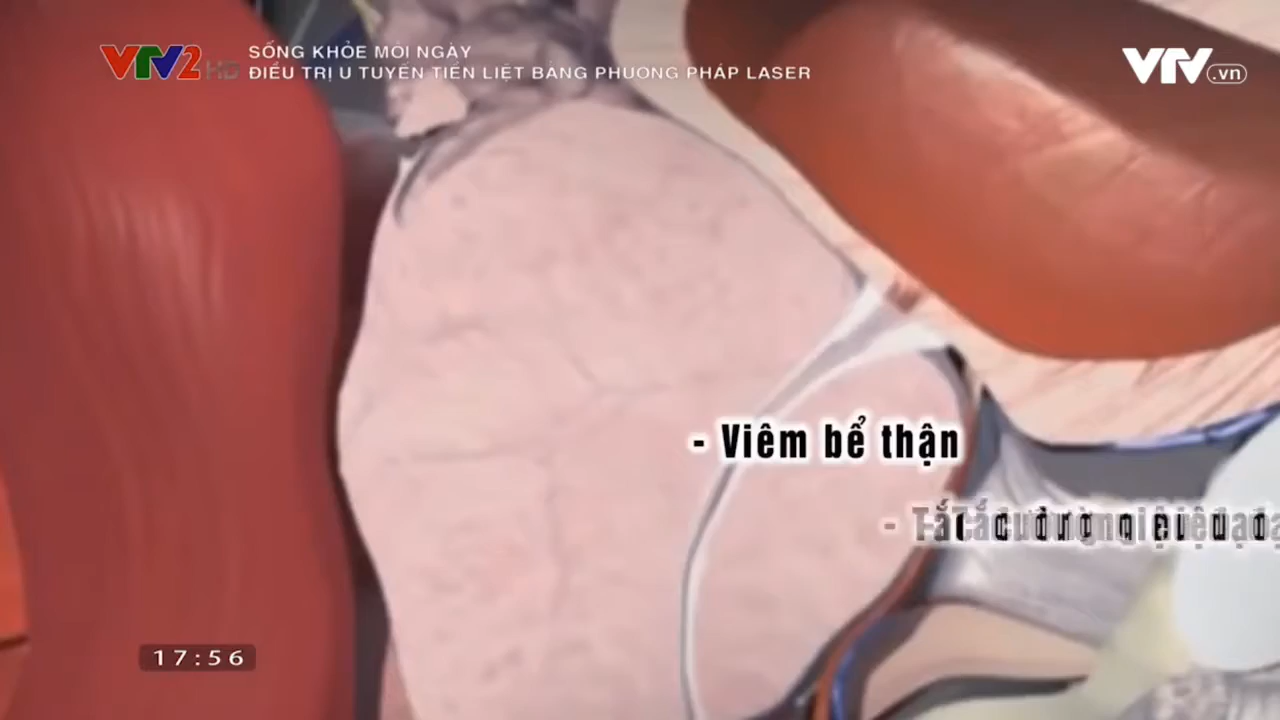 VTV2 HD
SỐNG KHỎE MỖI NGÀY
ĐIỀU TRỊ U TUYẾN TIỀN LIỆT BẰNG PHƯƠNG PHÁP LASER
VTV.vn
- Viêm bể thận
17:56